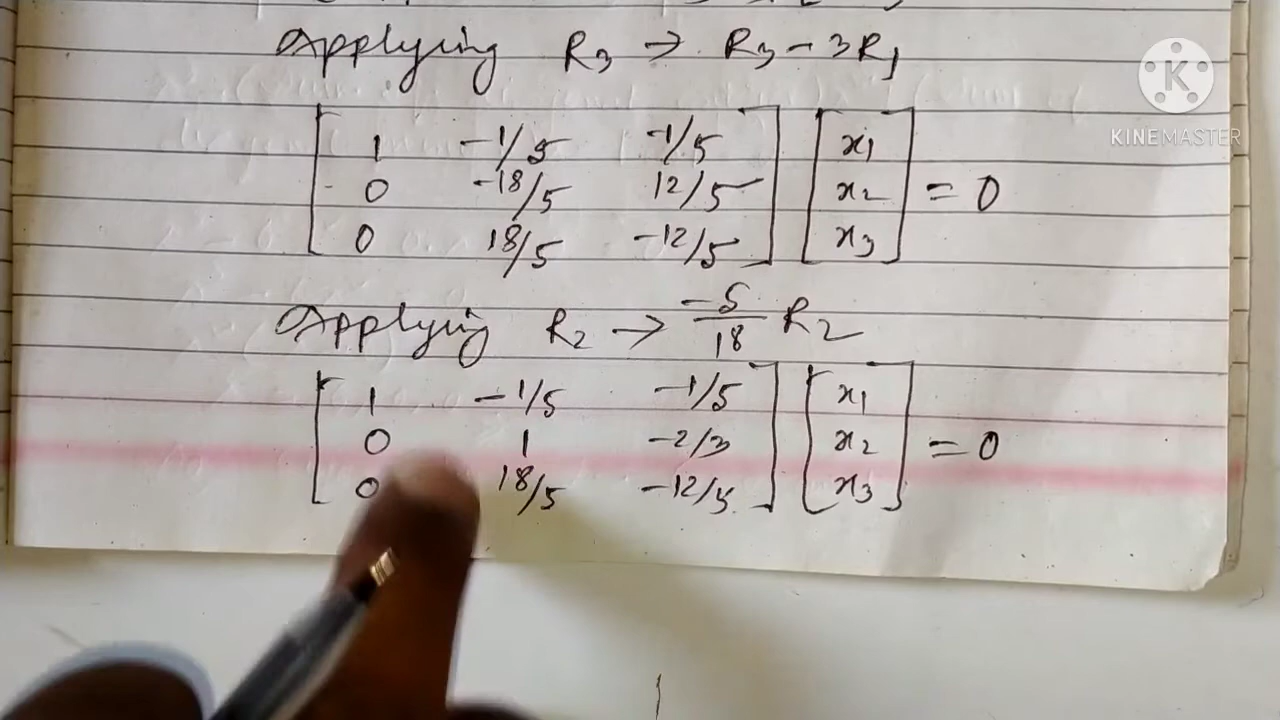 Applying R3 → R3 - 3R1
K
KINEMASTER
[ 1 -1/5 -1/5 ] [ x1 ]
[ 0 -18/5 12/5 ] [ x2 ] = 0
[ 0 18/5 -12/5 ] [ x3 ]
Applying R2 → -5/18 R2
[ 1 -1/5 -1/5 ] [ x1 ]
[ 0 1 -2/3 ] [ x2 ] = 0
[ 0 18/5 -12/5 ] [ x3 ]